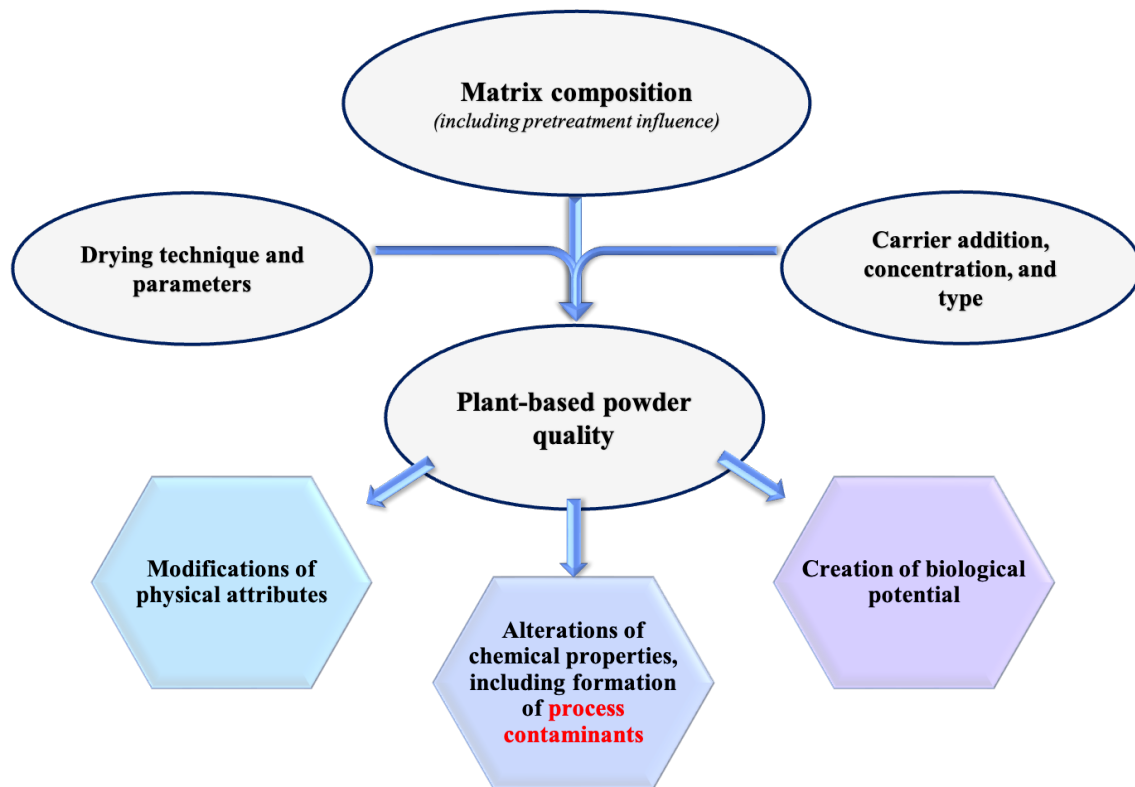 Matrix composition
(including pretreatment influence)
Drying technique and
parameters
Carrier addition,
concentration, and
type
Plant-based powder
quality
Modifications of
physical attributes
Alterations of
chemical properties,
including formation
of process
contaminants
Creation of biological
potential